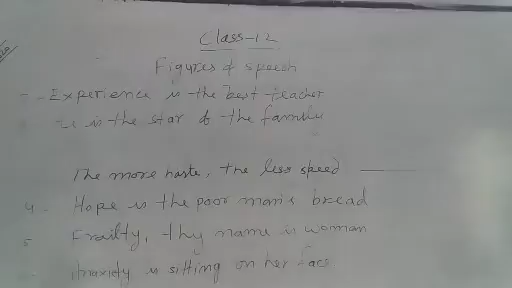 Class-12
Figures of speech
Experience is the best teacher
is the star of the family
The more haste, the less speed
4. Hope is the poor man's bread
5. Frailty, thy name is woman
Anxiety is sitting on her face